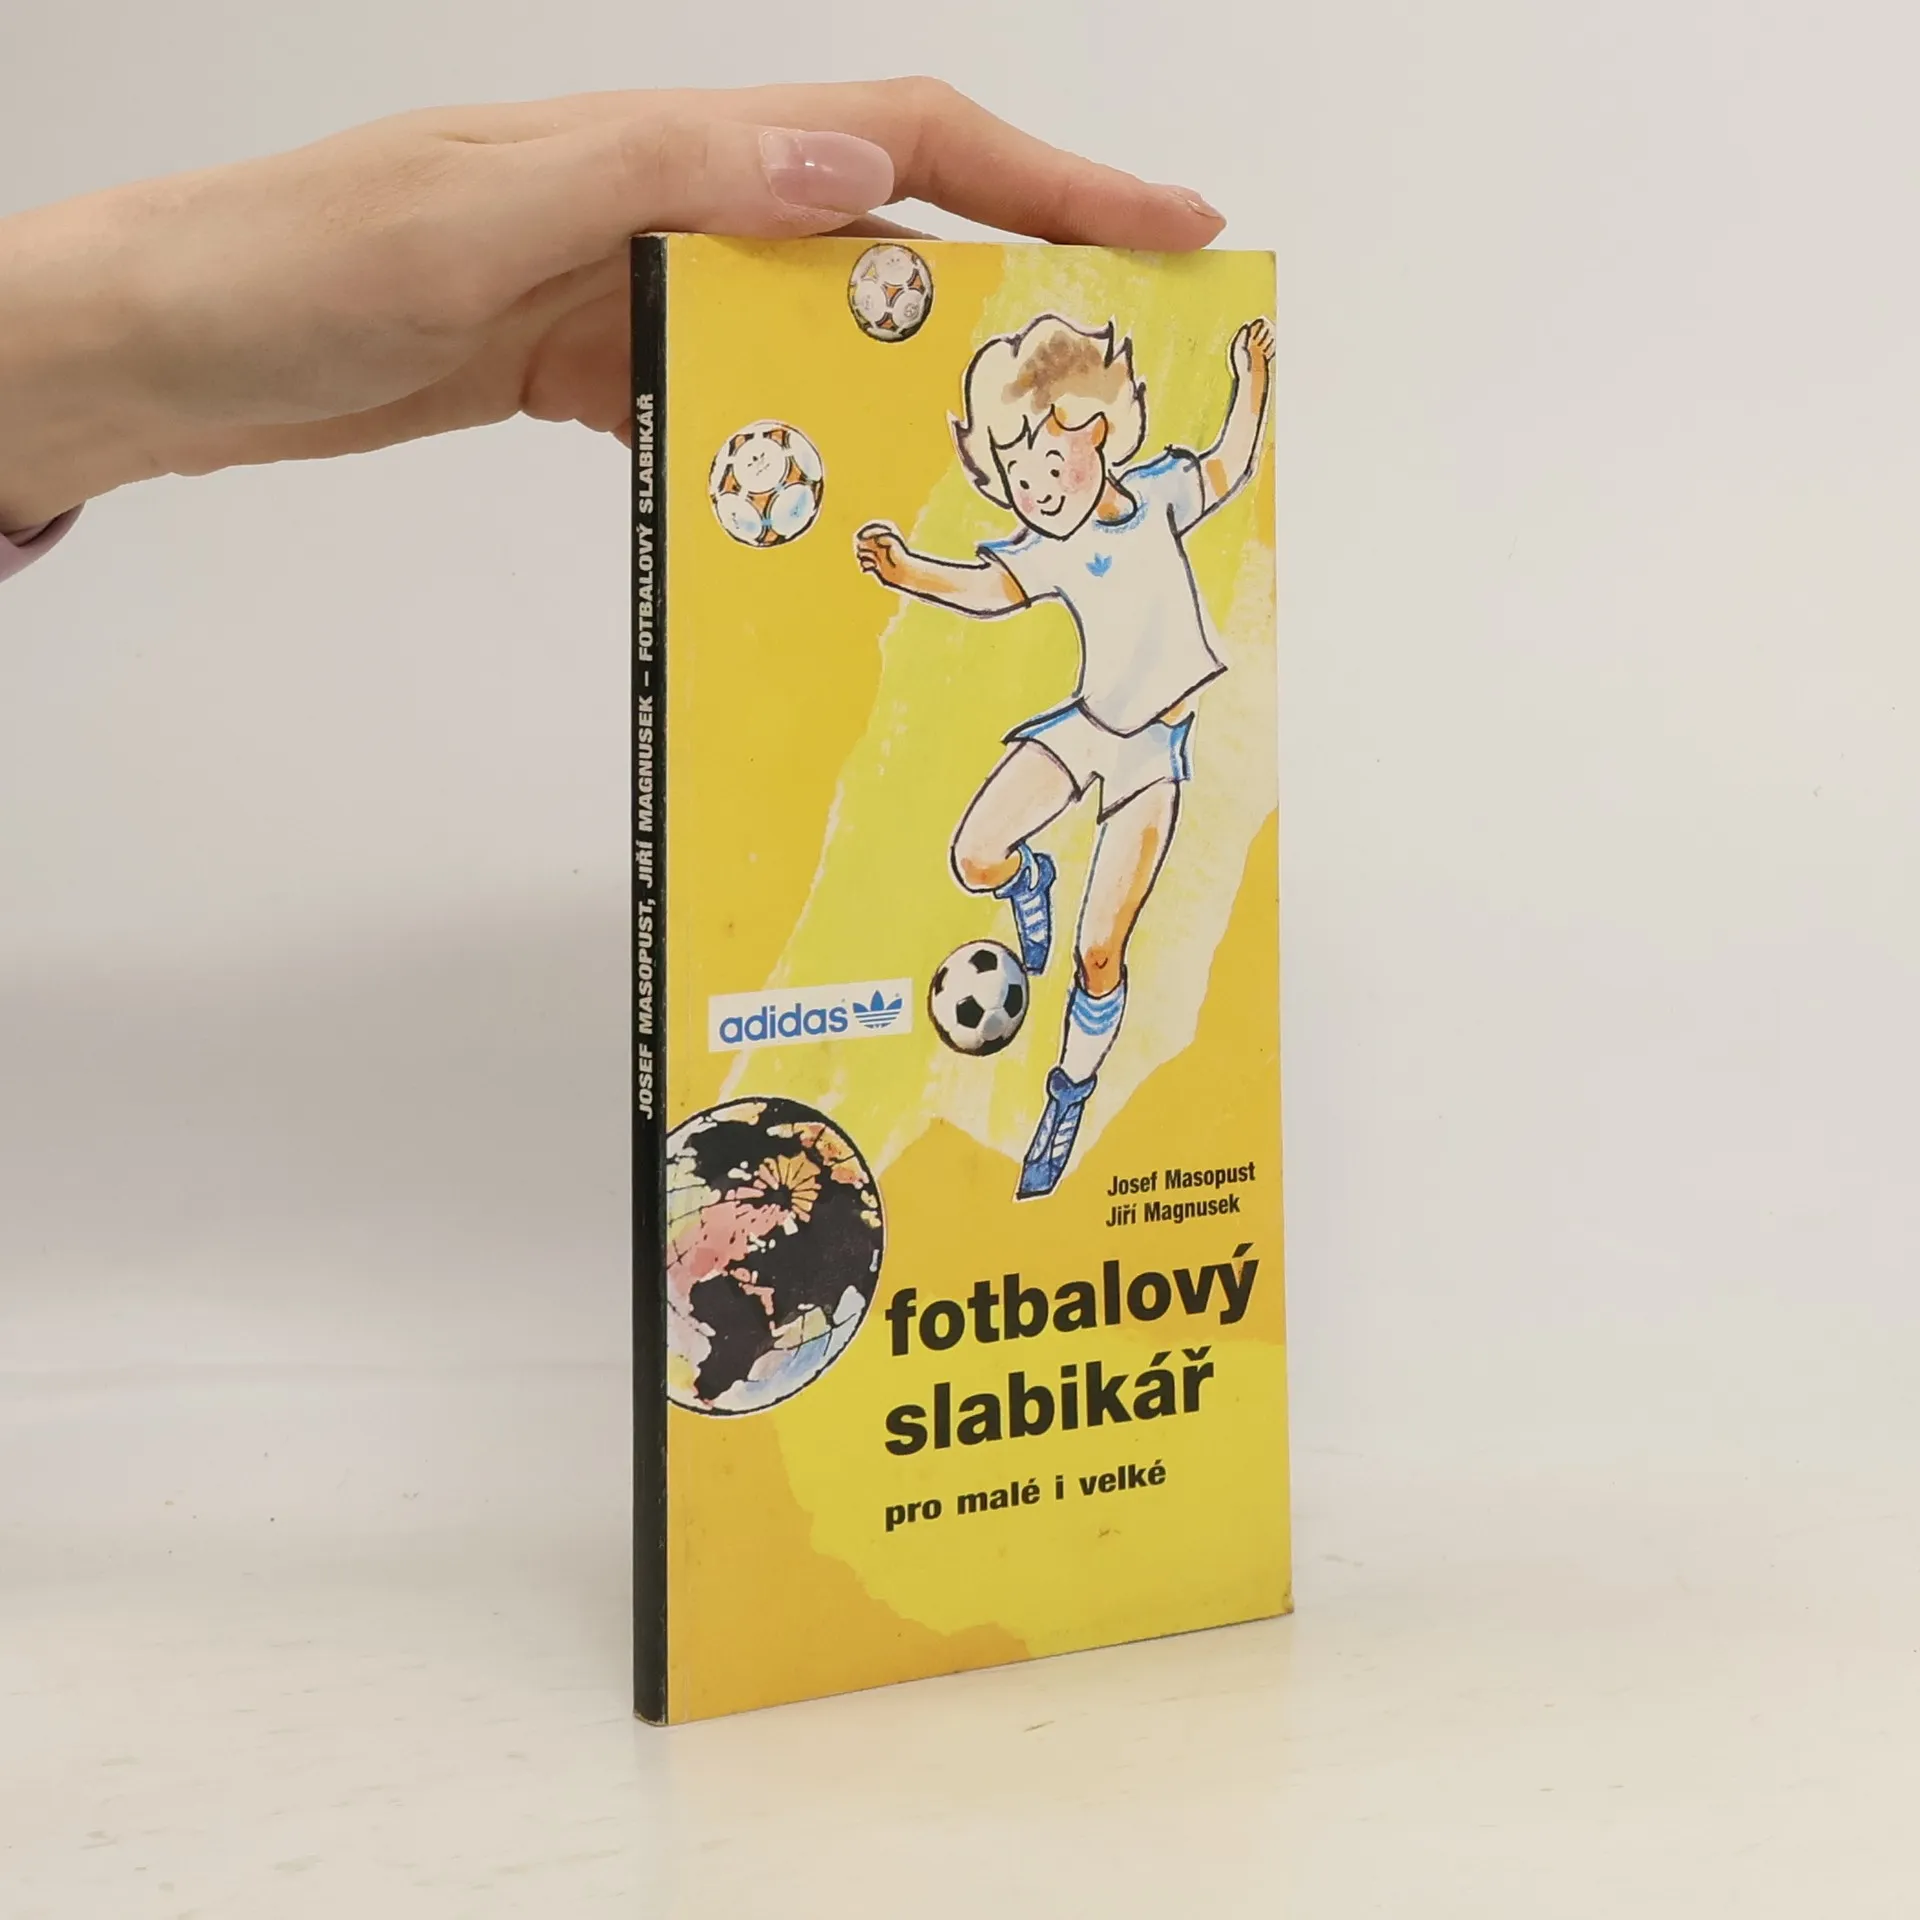 JOSEF MASOPUST, JIŘÍ MAGNUSEK – FOTBALOVÝ SLABIKÁŘ
adidas
Josef Masopust
Jiří Magnusek
fotbalový
slabikář
pro malé i velké